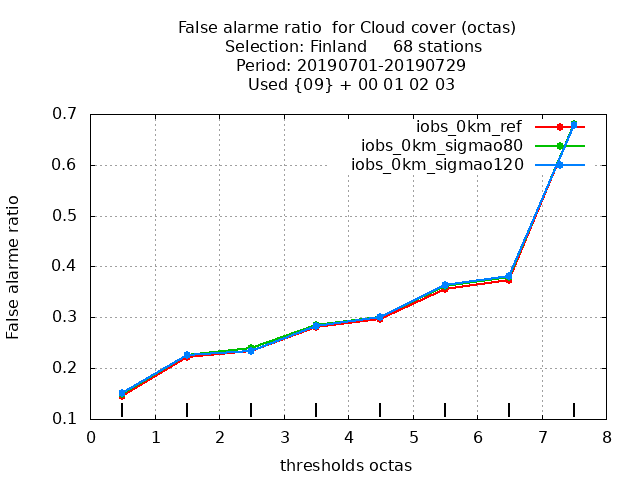 False alarme ratio  for Cloud cover (octas)
Selection: Finland     68 stations
Period: 20190701-20190729
Used {09} + 00 01 02 03
0.7
0.6
0.5
0.4
0.3
0.2
0.1
False alarme ratio
iobs_0km_ref
iobs_0km_sigmao80
iobs_0km_sigmao120
0 1 2 3 4 5 6 7 8
thresholds octas